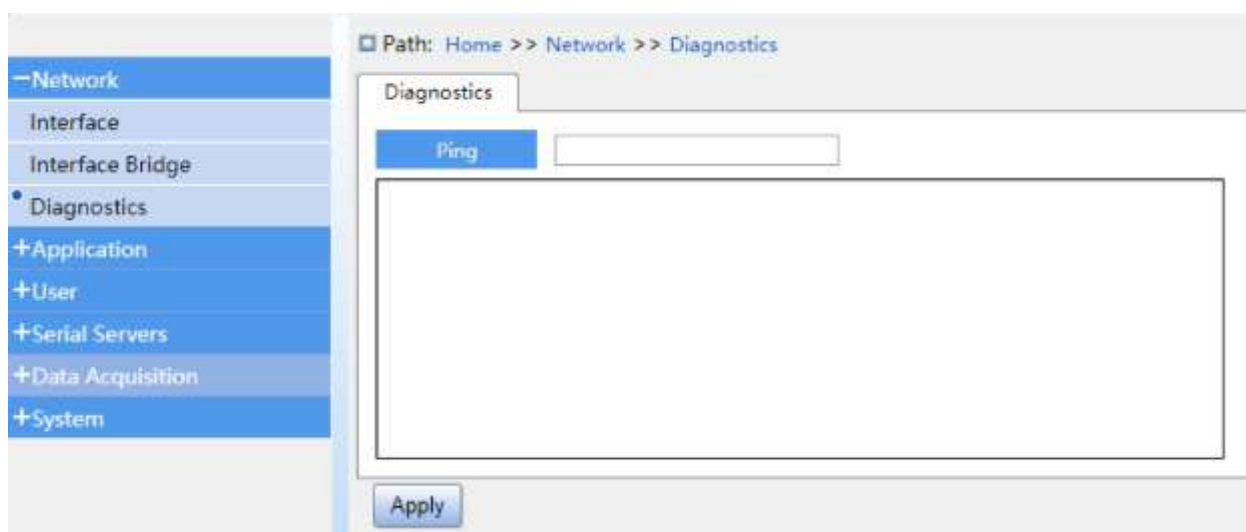 Path: Home >> Network >> Diagnostics
−Network
Interface
Interface Bridge
Diagnostics
+Application
+User
+Serial Servers
+Data Acquisition
+System
Diagnostics
Ping
Apply